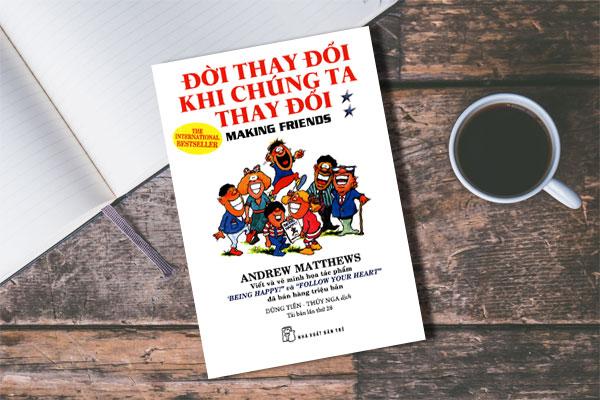 ĐỜI THAY ĐỔI
KHI CHÚNG TA
THAY ĐỔI
MAKING FRIENDS
THE
INTERNATIONAL
BESTSELLER
ANDREW MATTHEWS
Viết và vẽ minh họa tác phẩm
"BEING HAPPY!" và "FOLLOW YOUR HEART"
đã bán hàng triệu bản
DŨNG TIẾN - THÚY NGA dịch
Tái bản lần thứ 28
NHÀ XUẤT BẢN TRẺ